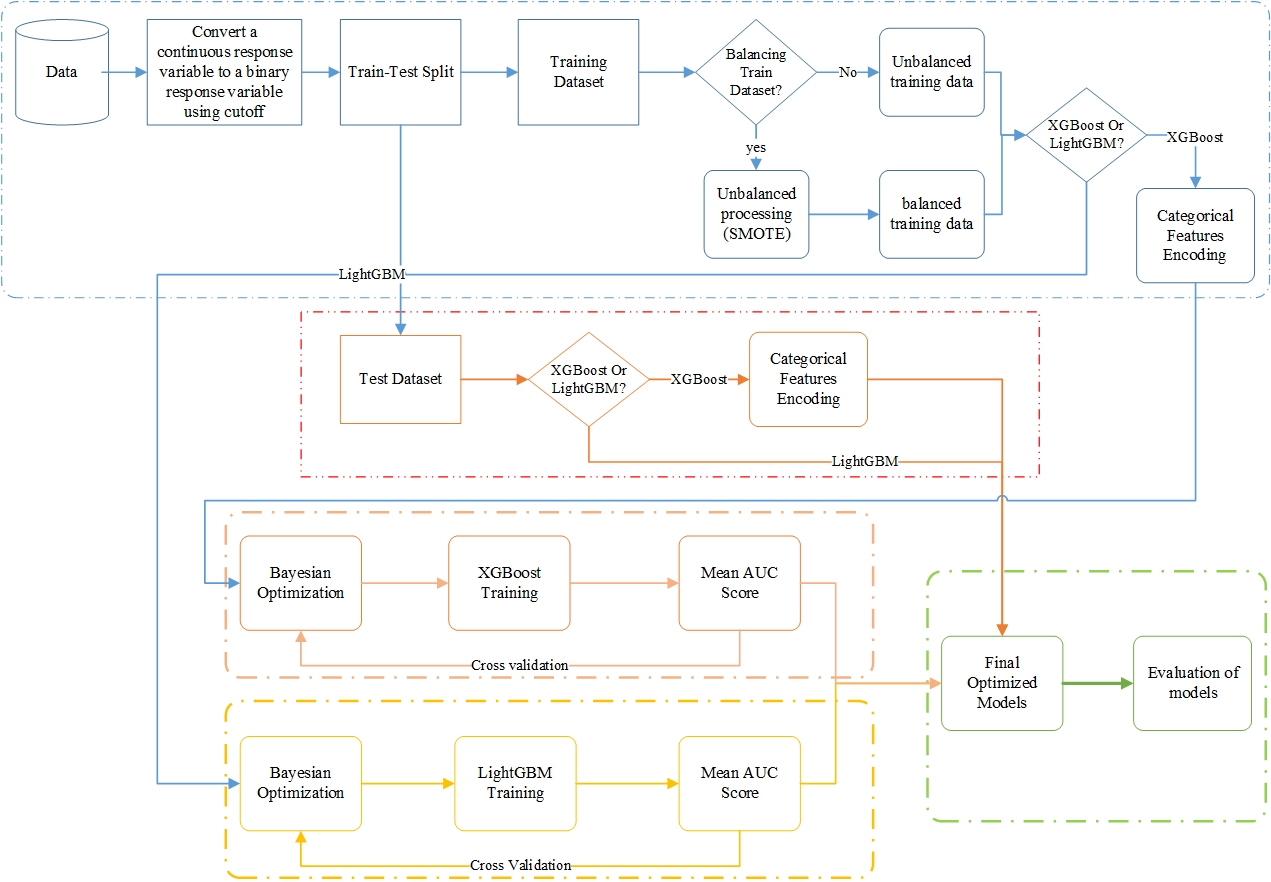 Data
Convert a
continuous response
variable to a binary
response variable
using cutoff
Train-Test Split
Training
Dataset
Balancing
Train
Dataset?
No
Unbalanced
training data
yes
Unbalanced
processing
(SMOTE)
balanced
training data
XGBoost Or
LightGBM?
XGBoost
Categorical
Features
Encoding
LightGBM
Test Dataset
XGBoost Or
LightGBM?
XGBoost
Categorical
Features
Encoding
LightGBM
Bayesian
Optimization
XGBoost
Training
Mean AUC
Score
Cross validation
Bayesian
Optimization
LightGBM
Training
Mean AUC
Score
Cross Validation
Final
Optimized
Models
Evaluation of
models